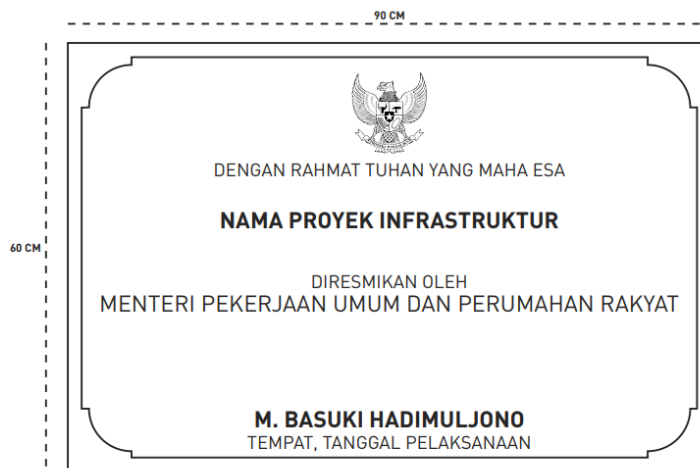 90 CM
60 CM
DENGAN RAHMAT TUHAN YANG MAHA ESA
NAMA PROYEK INFRASTRUKTUR
DIRESMIKAN OLEH
MENTERI PEKERJAAN UMUM DAN PERUMAHAN RAKYAT
M. BASUKI HADIMULJONO
TEMPAT, TANGGAL PELAKSANAAN